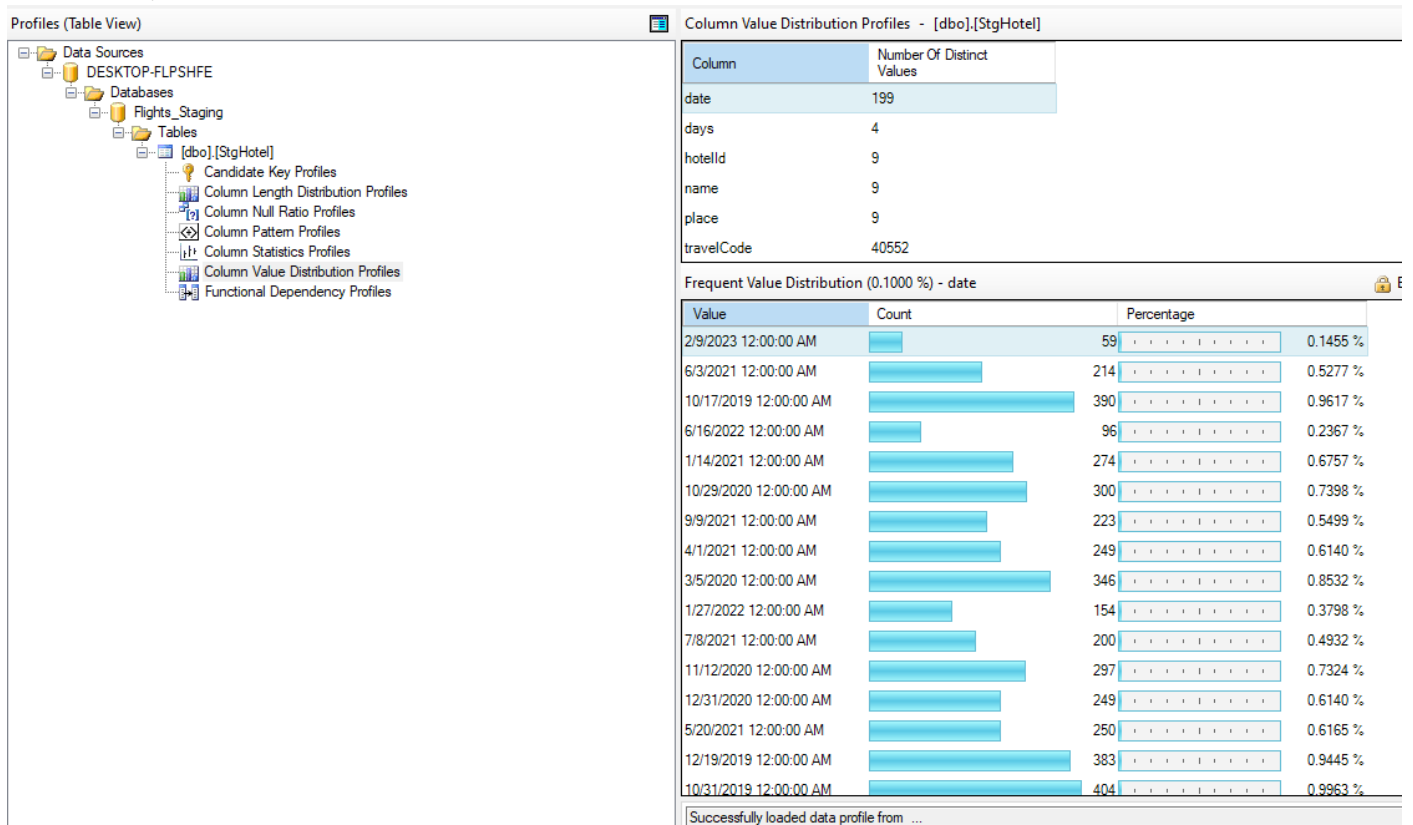 Profiles (Table View)
Data Sources
DESKTOP-FLPSHFE
Databases
Flights_Staging
Tables
[dbo].[StgHotel]
Candidate Key Profiles
Column Length Distribution Profiles
Column Null Ratio Profiles
Column Pattern Profiles
Column Statistics Profiles
Column Value Distribution Profiles
Functional Dependency Profiles
Column Value Distribution Profiles - [dbo].[StgHotel]
Column Number Of Distinct Values
date 199
days 4
hotelId 9
name 9
place 9
travelCode 40552
Frequent Value Distribution (0.1000 %) - date
Value Count Percentage
2/9/2023 12:00:00 AM 59 0.1455 %
6/3/2021 12:00:00 AM 214 0.5277 %
10/17/2019 12:00:00 AM 390 0.9617 %
6/16/2022 12:00:00 AM 96 0.2367 %
1/14/2021 12:00:00 AM 274 0.6757 %
10/29/2020 12:00:00 AM 300 0.7398 %
9/9/2021 12:00:00 AM 223 0.5499 %
4/1/2021 12:00:00 AM 249 0.6140 %
3/5/2020 12:00:00 AM 346 0.8532 %
1/27/2022 12:00:00 AM 154 0.3798 %
7/8/2021 12:00:00 AM 200 0.4932 %
11/12/2020 12:00:00 AM 297 0.7324 %
12/31/2020 12:00:00 AM 249 0.6140 %
5/20/2021 12:00:00 AM 250 0.6165 %
12/19/2019 12:00:00 AM 383 0.9445 %
10/31/2019 12:00:00 AM 404 0.9963 %
Successfully loaded data profile from ...